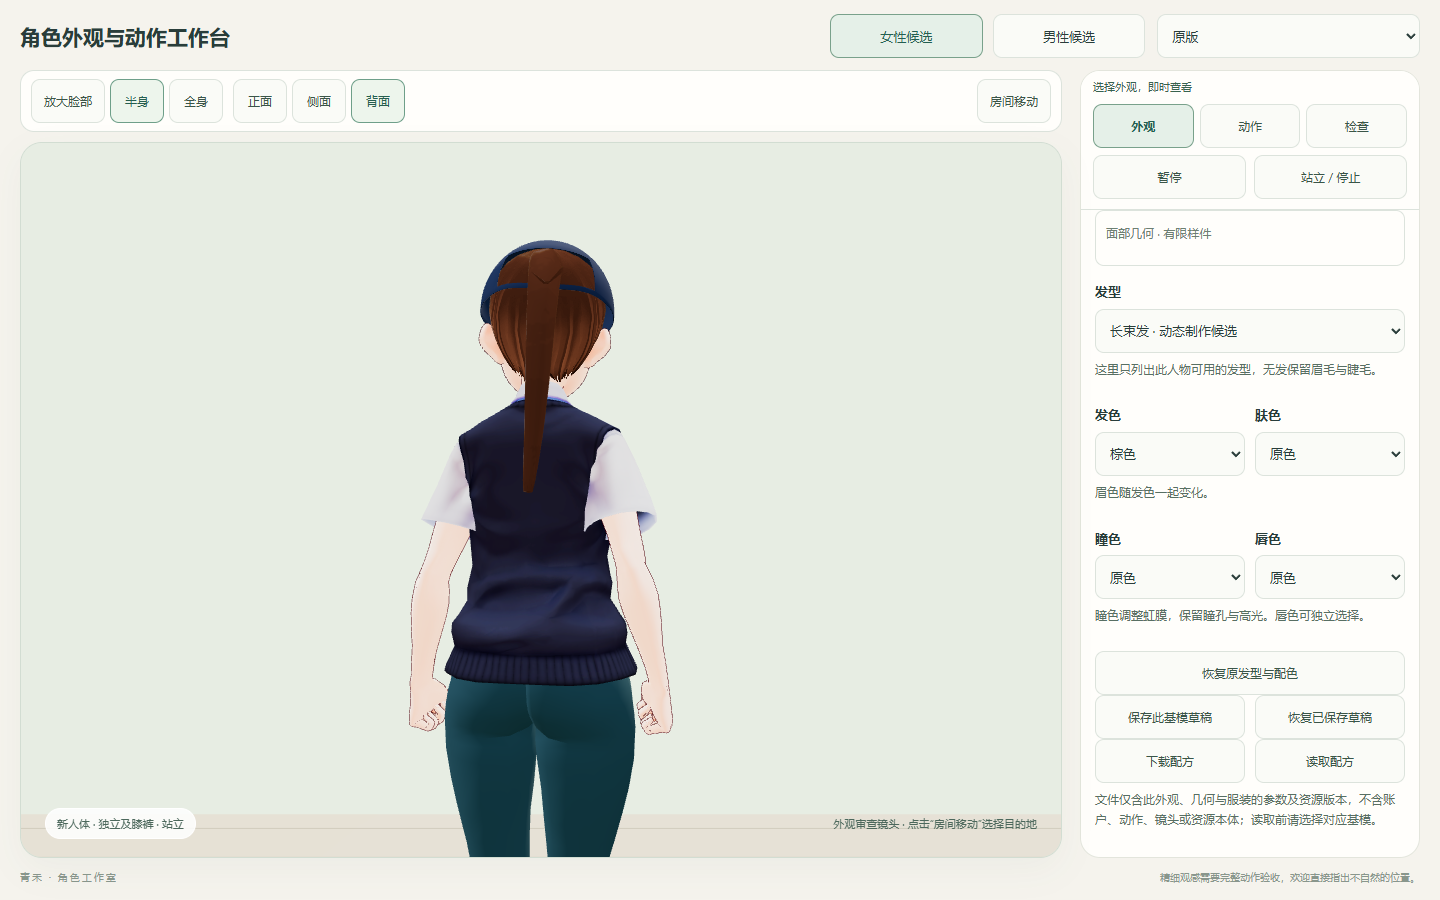 角色外观与动作工作台
女性候选
男性候选
原版
放大脸部
半身
全身
正面
侧面
背面
房间移动
选择外观，即时查看
外观
动作
检查
暂停
站立 / 停止
面部几何 · 有限样件
发型
长束发 · 动态制作候选
这里只列出此人物可用的发型，无发保留眉毛与睫毛。
发色
肤色
棕色
原色
眉色随发色一起变化。
瞳色
唇色
原色
原色
瞳色调整虹膜，保留瞳孔与高光。唇色可独立选择。
恢复原发型与配色
保存此基模草稿
恢复已保存草稿
下载配方
读取配方
文件仅含此外观、几何与服装的参数及资源版本，不含账
户、动作、镜头或资源本体；读取前请选择对应基模。
新人体 · 独立及膝裤 · 站立
外观审查镜头 · 点击“房间移动”选择目的地
青禾 · 角色工作室
精细观感需要完整动作验收，欢迎直接指出不自然的位置。